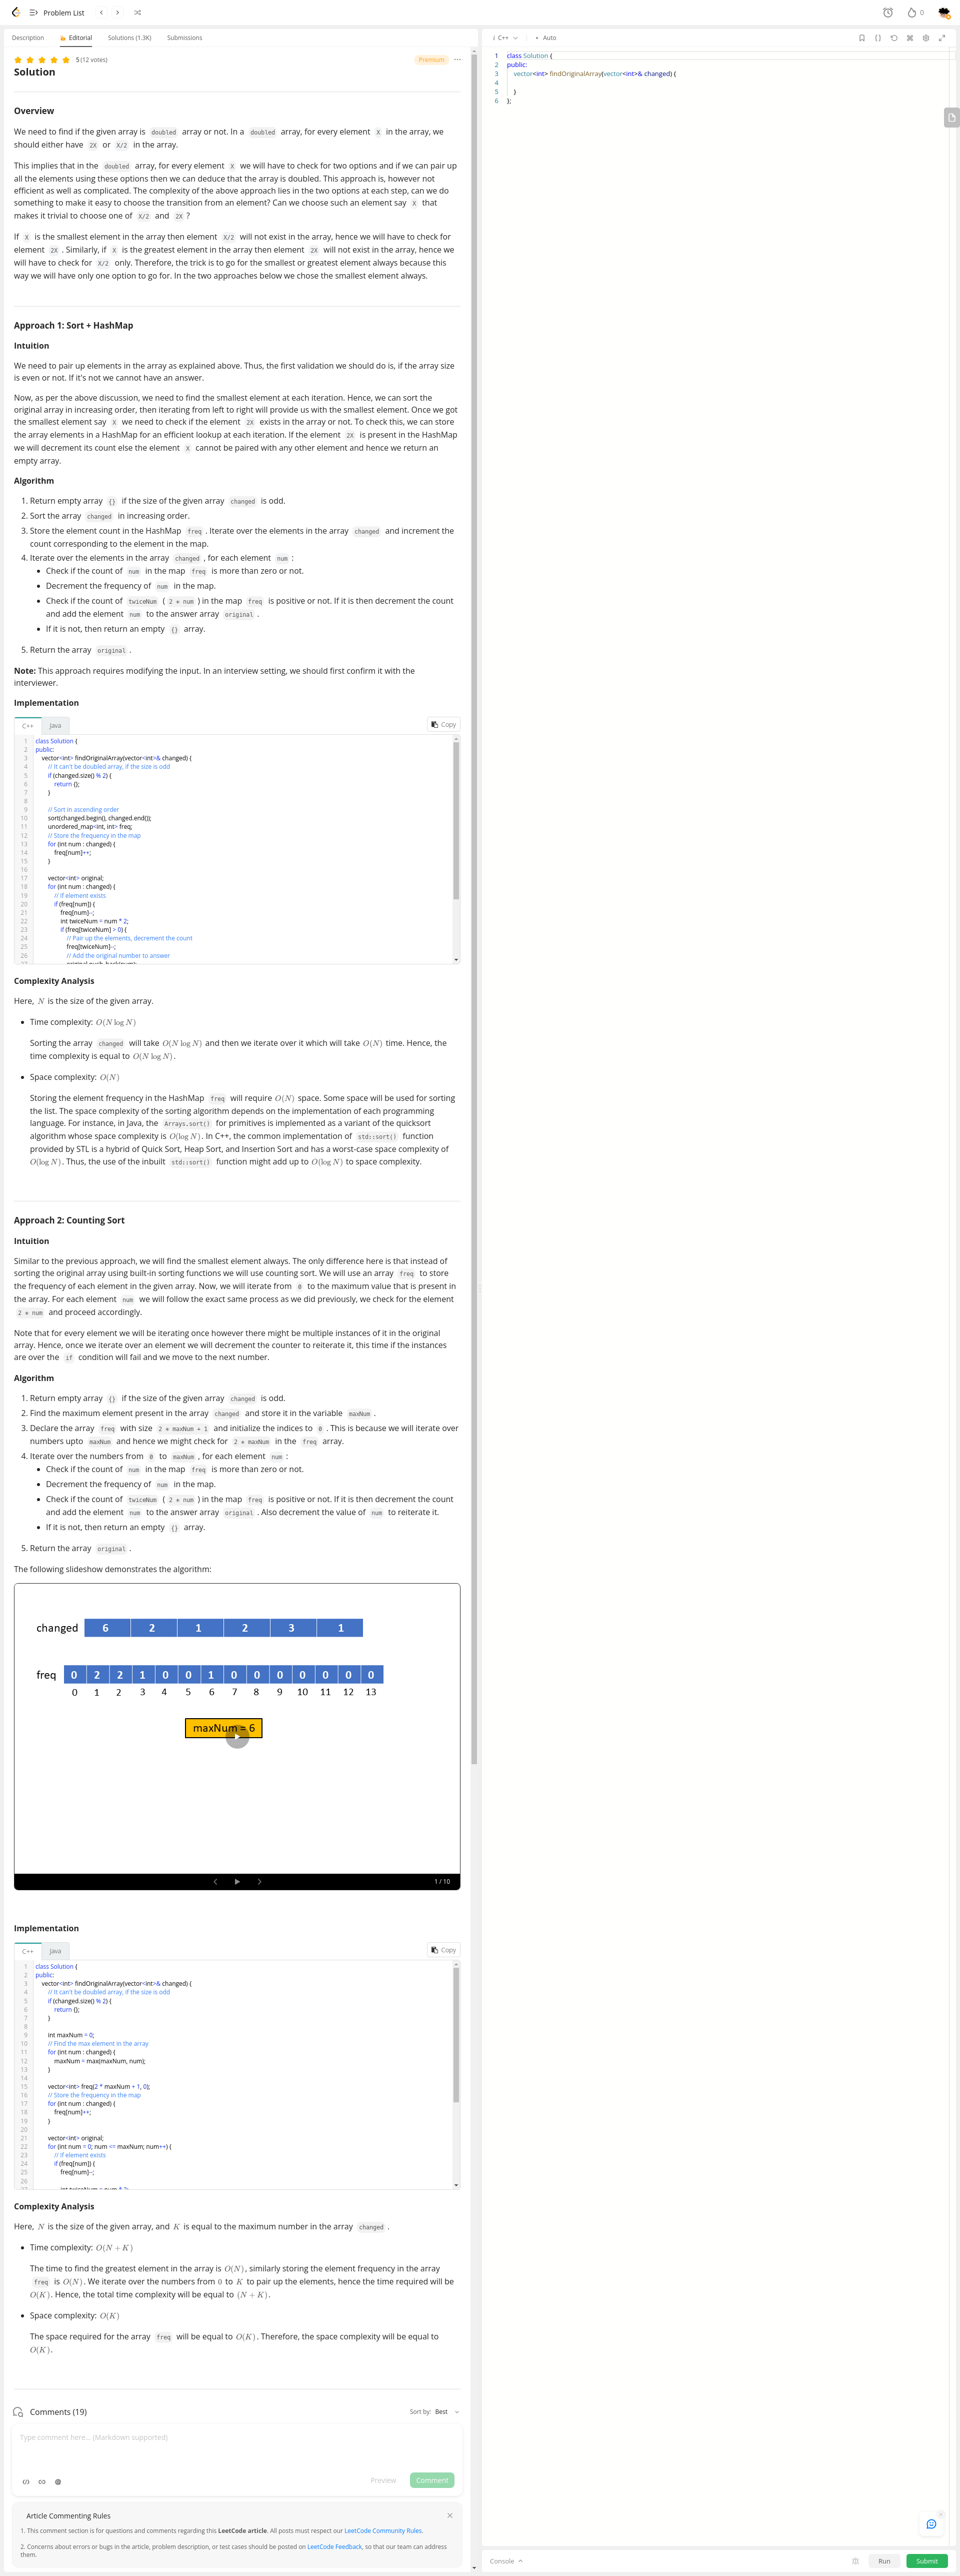 Problem List
0
Description
Editorial
Solutions (1.3K)
Submissions
5 (12 votes)
Premium
Solution
Overview
We need to find if the given array is doubled array or not. In a doubled array, for every element X in the array, we
should either have 2X or X/2 in the array.
This implies that in the doubled array, for every element X we will have to check for two options and if we can pair up
all the elements using these options then we can deduce that the array is doubled. This approach is, however not
efficient as well as complicated. The complexity of the above approach lies in the two options at each step, can we do
something to make it easy to choose the transition from an element? Can we choose such an element say X that
makes it trivial to choose one of X/2 and 2X ?
If X is the smallest element in the array then element X/2 will not exist in the array, hence we will have to check for
element 2X . Similarly, if X is the greatest element in the array then element 2X will not exist in the array, hence we
will have to check for X/2 only. Therefore, the trick is to go for the smallest or greatest element always because this
way we will have only one option to go for. In the two approaches below we chose the smallest element always.
Approach 1: Sort + HashMap
Intuition
We need to pair up elements in the array as explained above. Thus, the first validation we should do is, if the array size
is even or not. If it's not we cannot have an answer.
Now, as per the above discussion, we need to find the smallest element at each iteration. Hence, we can sort the
original array in increasing order, then iterating from left to right will provide us with the smallest element. Once we got
the smallest element say X we need to check if the element 2X exists in the array or not. To check this, we can store
the array elements in a HashMap for an efficient lookup at each iteration. If the element 2X is present in the HashMap
we will decrement its count else the element X cannot be paired with any other element and hence we return an
empty array.
Algorithm
1. Return empty array {} if the size of the given array changed is odd.
2. Sort the array changed in increasing order.
3. Store the element count in the HashMap freq . Iterate over the elements in the array changed and increment the
count corresponding to the element in the map.
4. Iterate over the elements in the array changed , for each element num :
• Check if the count of num in the map freq is more than zero or not.
• Decrement the frequency of num in the map.
• Check if the count of twiceNum ( 2 * num ) in the map freq is positive or not. If it is then decrement the count
and add the element num to the answer array original .
• If it is not, then return an empty {} array.
5. Return the array original .
Note: This approach requires modifying the input. In an interview setting, we should first confirm it with the
interviewer.
Implementation
C++
Java
Copy
1 class Solution {
2 public:
3 vector<int> findOriginalArray(vector<int>& changed) {
4 // It can't be doubled array, if the size is odd
5 if (changed.size() % 2) {
6 return {};
7 }
8
9 // Sort in ascending order
10 sort(changed.begin(), changed.end());
11 unordered_map<int, int> freq;
12 // Store the frequency in the map
13 for (int num : changed) {
14 freq[num]++;
15 }
16
17 vector<int> original;
18 for (int num : changed) {
19 // If element exists
20 if (freq[num]) {
21 freq[num]--;
22 int twiceNum = num * 2;
23 if (freq[twiceNum] > 0) {
24 // Pair up the elements, decrement the count
25 freq[twiceNum]--;
26 // Add the original number to answer
Complexity Analysis
Here, N is the size of the given array.
• Time complexity: O(N log N)
Sorting the array changed will take O(N log N) and then we iterate over it which will take O(N) time. Hence, the
time complexity is equal to O(N log N).
• Space complexity: O(N)
Storing the element frequency in the HashMap freq will require O(N) space. Some space will be used for sorting
the list. The space complexity of the sorting algorithm depends on the implementation of each programming
language. For instance, in Java, the Arrays.sort() for primitives is implemented as a variant of the quicksort
algorithm whose space complexity is O(log N). In C++, the common implementation of std::sort() function
provided by STL is a hybrid of Quick Sort, Heap Sort, and Insertion Sort and has a worst-case space complexity of
O(log N). Thus, the use of the inbuilt std::sort() function might add up to O(log N) to space complexity.
Approach 2: Counting Sort
Intuition
Similar to the previous approach, we will find the smallest element always. The only difference here is that instead of
sorting the original array using built-in sorting functions we will use counting sort. We will use an array freq to store
the frequency of each element in the given array. Now, we will iterate from 0 to the maximum value that is present in
the array. For each element num we will follow the exact same process as we did previously, we check for the element
2 * num and proceed accordingly.
Note that for every element we will be iterating once however there might be multiple instances of it in the original
array. Hence, once we iterate over an element we will decrement the counter to reiterate it, this time if the instances
are over the if condition will fail and we move to the next number.
Algorithm
1. Return empty array {} if the size of the given array changed is odd.
2. Find the maximum element present in the array changed and store it in the variable maxNum .
3. Declare the array freq with size 2 * maxNum + 1 and initialize the indices to 0 . This is because we will iterate over
numbers upto maxNum and hence we might check for 2 * maxNum in the freq array.
4. Iterate over the numbers from 0 to maxNum , for each element num :
• Check if the count of num in the map freq is more than zero or not.
• Decrement the frequency of num in the map.
• Check if the count of twiceNum ( 2 * num ) in the map freq is positive or not. If it is then decrement the count
and add the element num to the answer array original . Also decrement the value of num to reiterate it.
• If it is not, then return an empty {} array.
5. Return the array original .
The following slideshow demonstrates the algorithm:
changed 6 2 1 2 3 1
freq 0 2 2 1 0 0 1 0 0 0 0 0 0 0
0 1 2 3 4 5 6 7 8 9 10 11 12 13
maxNum = 6
1 / 10
Implementation
C++
Java
Copy
1 class Solution {
2 public:
3 vector<int> findOriginalArray(vector<int>& changed) {
4 // It can't be doubled array, if the size is odd
5 if (changed.size() % 2) {
6 return {};
7 }
8
9 int maxNum = 0;
10 // Find the max element in the array
11 for (int num : changed) {
12 maxNum = max(maxNum, num);
13 }
14
15 vector<int> freq(2 * maxNum + 1, 0);
16 // Store the frequency in the map
17 for (int num : changed) {
18 freq[num]++;
19 }
20
21 vector<int> original;
22 for (int num = 0; num <= maxNum; num++) {
23 // If element exists
24 if (freq[num]) {
25 freq[num]--;
26
Complexity Analysis
Here, N is the size of the given array, and K is equal to the maximum number in the array changed .
• Time complexity: O(N + K)
The time to find the greatest element in the array is O(N), similarly storing the element frequency in the array
freq is O(N). We iterate over the numbers from 0 to K to pair up the elements, hence the time required will be
O(K). Hence, the total time complexity will be equal to (N + K).
• Space complexity: O(K)
The space required for the array freq will be equal to O(K). Therefore, the space complexity will be equal to
O(K).
Comments (19)
Sort by: Best
Type comment here... (Markdown supported)
Preview
Comment
Article Commenting Rules
1. This comment section is for questions and comments regarding this LeetCode article. All posts must respect our LeetCode Community Rules.
2. Concerns about errors or bugs in the article, problem description, or test cases should be posted on LeetCode Feedback, so that our team can address
them.
i C++
Auto
1 class Solution {
2 public:
3 vector<int> findOriginalArray(vector<int>& changed) {
4
5 }
6 };
Console
Run
Submit